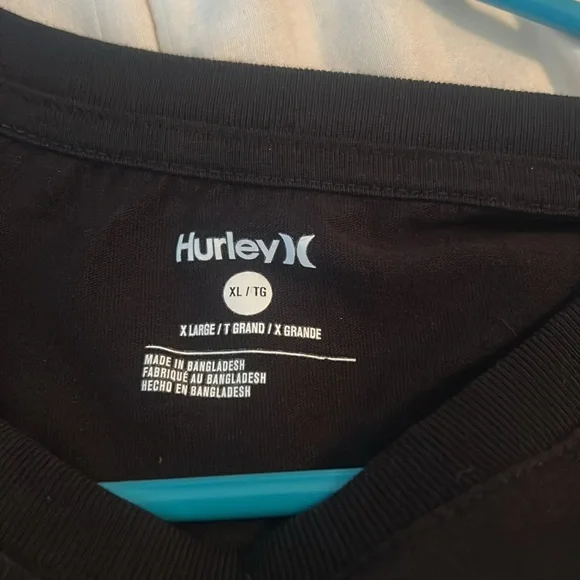 Hurley
XL / TG
X LARGE / T GRAND / X GRANDE
MADE IN BANGLADESH
FABRIQUÉ AU BANGLADESH
HECHO EN BANGLADESH